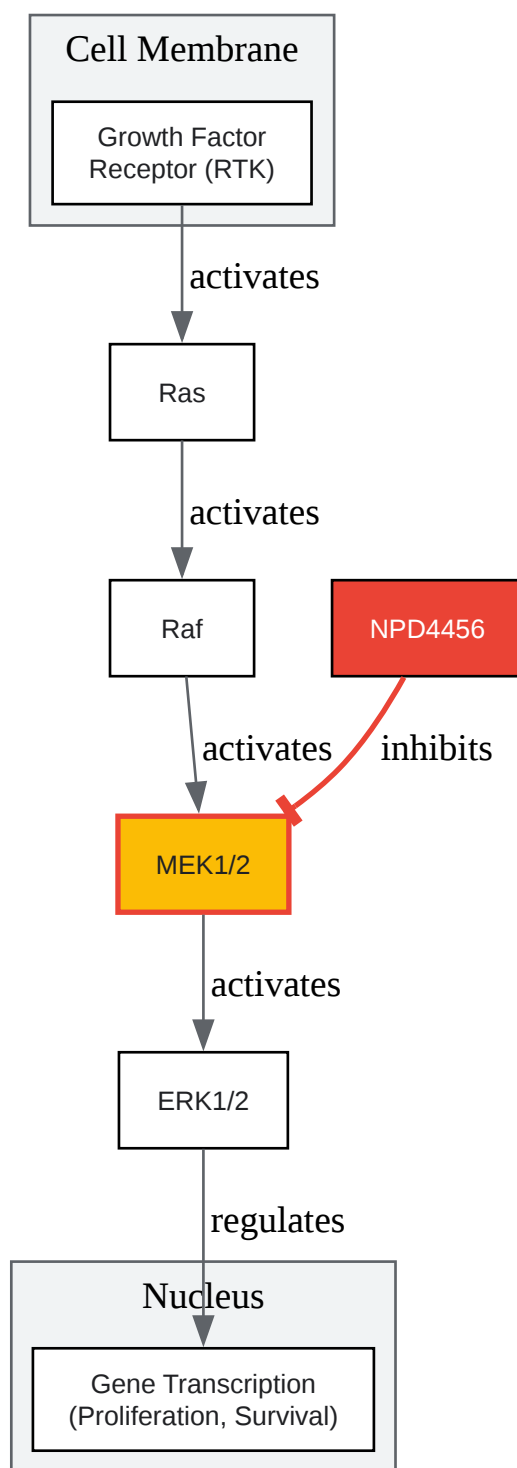 Cell Membrane
Growth Factor
Receptor (RTK)
activates
Ras
activates
Raf
NPD4456
activates
inhibits
MEK1/2
activates
ERK1/2
regulates
Nucleus
Gene Transcription
(Proliferation, Survival)